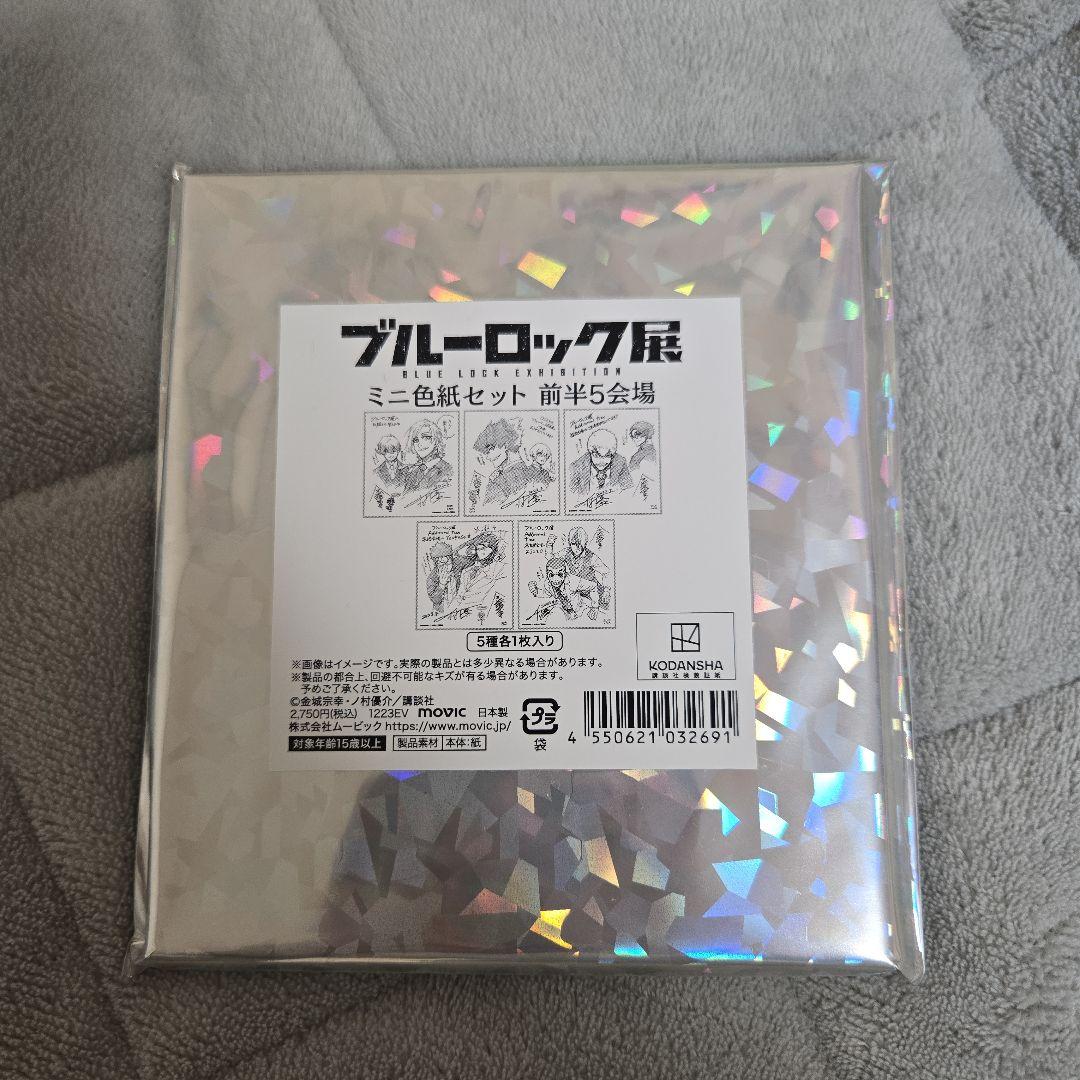 ブルーロック展
BLUE LOCK EXHIBITION
ミニ色紙セット 前半5会場
5種各1枚入り
※画像はイメージです。実際の製品とは多少異なる場合があります。
※製品の都合上、回避不可能なキズが有る場合があります。
予めご了承ください。
©金城宗幸・ノ村優介/講談社
2,750円(税込) 1223EV movic 日本製
株式会社ムービック https://www.movic.jp/
対象年齢15歳以上 製品素材 本体:紙
プラ
袋
KODANSHA
講談社検数証紙
4 550621 032691